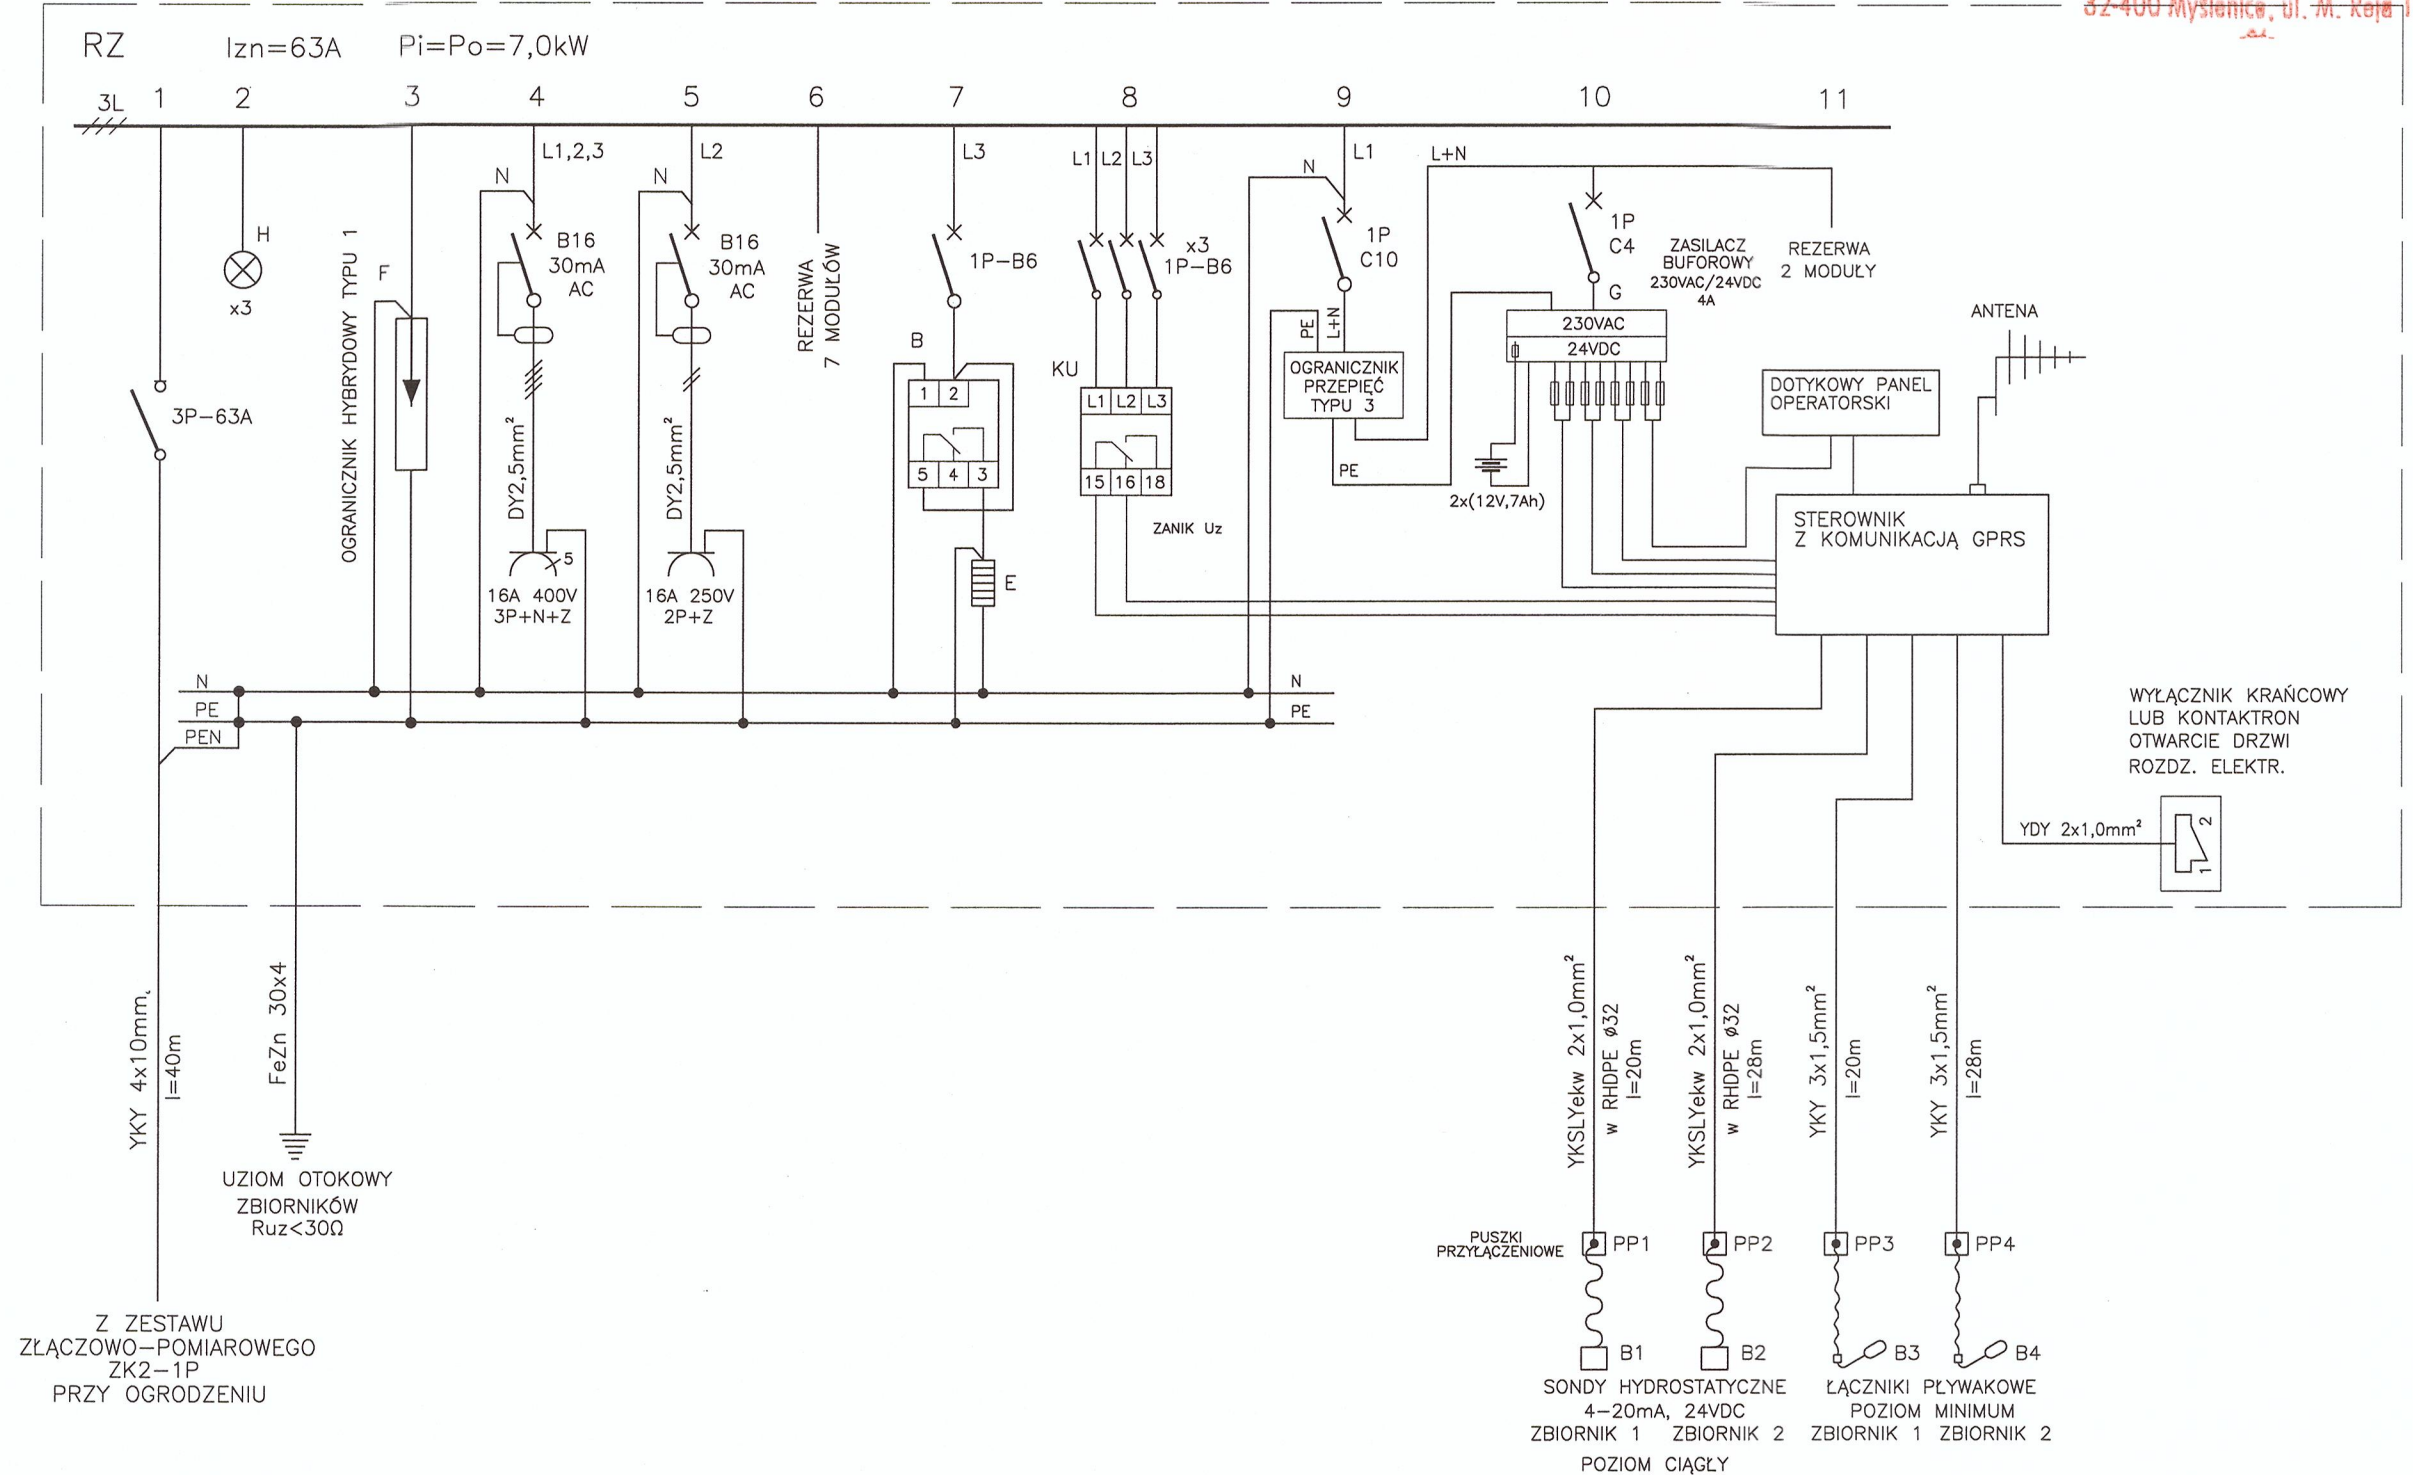 32-400 Myślenice, ul. M. Reja 1
RZ
Izn=63A
Pi=Po=7,0kW
3L
1
2
3
4
5
6
7
8
9
10
11
3P-63A
H
x3
OGRANICZNIK HYBRYDOWY TYPU 1
F
L1,2,3
N
B16
30mA
AC
DY2,5mm²
5
16A 400V
3P+N+Z
L2
N
B16
30mA
AC
DY2,5mm²
16A 250V
2P+Z
REZERWA
7 MODUŁÓW
L3
1P-B6
B
1
2
5
4
3
E
L1
L2
L3
x3
1P-B6
KU
L1
L2
L3
15
16
18
ZANIK Uz
L1
N
1P
C10
PE
L+N
OGRANICZNIK
PRZEPIĘĆ
TYPU 3
PE
L+N
1P
C4
G
ZASILACZ
BUFOROWY
230VAC/24VDC
4A
230VAC
24VDC
2x(12V,7Ah)
REZERWA
2 MODUŁY
ANTENA
DOTYKOWY PANEL
OPERATORSKI
STEROWNIK
Z KOMUNIKACJĄ GPRS
N
PE
PEN
N
PE
WYŁĄCZNIK KRAŃCOWY
LUB KONTAKTRON
OTWARCIE DRZWI
ROZDZ. ELEKTR.
YDY 2x1,0mm²
2
1
YKY 4x10mm,
l=40m
FeZn 30x4
UZIOM OTOKOWY
ZBIORNIKÓW
Ruz<30Ω
Z ZESTAWU
ZŁĄCZOWO-POMIAROWEGO
ZK2-1P
PRZY OGRODZENIU
YKSLYekw 2x1,0mm²
w RHDPE ø32
l=20m
YKSLYekw 2x1,0mm²
w RHDPE ø32
l=28m
YKY 3x1,5mm²
l=20m
YKY 3x1,5mm²
l=28m
PUSZKI
PRZYŁĄCZENIOWE
PP1
PP2
PP3
PP4
B1
B2
B3
B4
SONDY HYDROSTATYCZNE
4-20mA, 24VDC
ZBIORNIK 1 ZBIORNIK 2
POZIOM CIĄGŁY
ŁĄCZNIKI PŁYWAKOWE
POZIOM MINIMUM
ZBIORNIK 1 ZBIORNIK 2